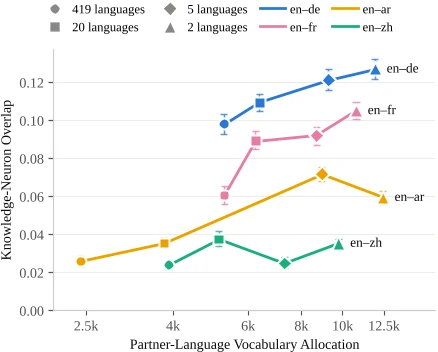 419 languages 5 languages en–de en–ar
20 languages 2 languages en–fr en–zh
Knowledge-Neuron Overlap
0.12
0.10
0.08
0.06
0.04
0.02
0.00
en–de
en–fr
en–ar
en–zh
2.5k 4k 6k 8k 10k 12.5k
Partner-Language Vocabulary Allocation